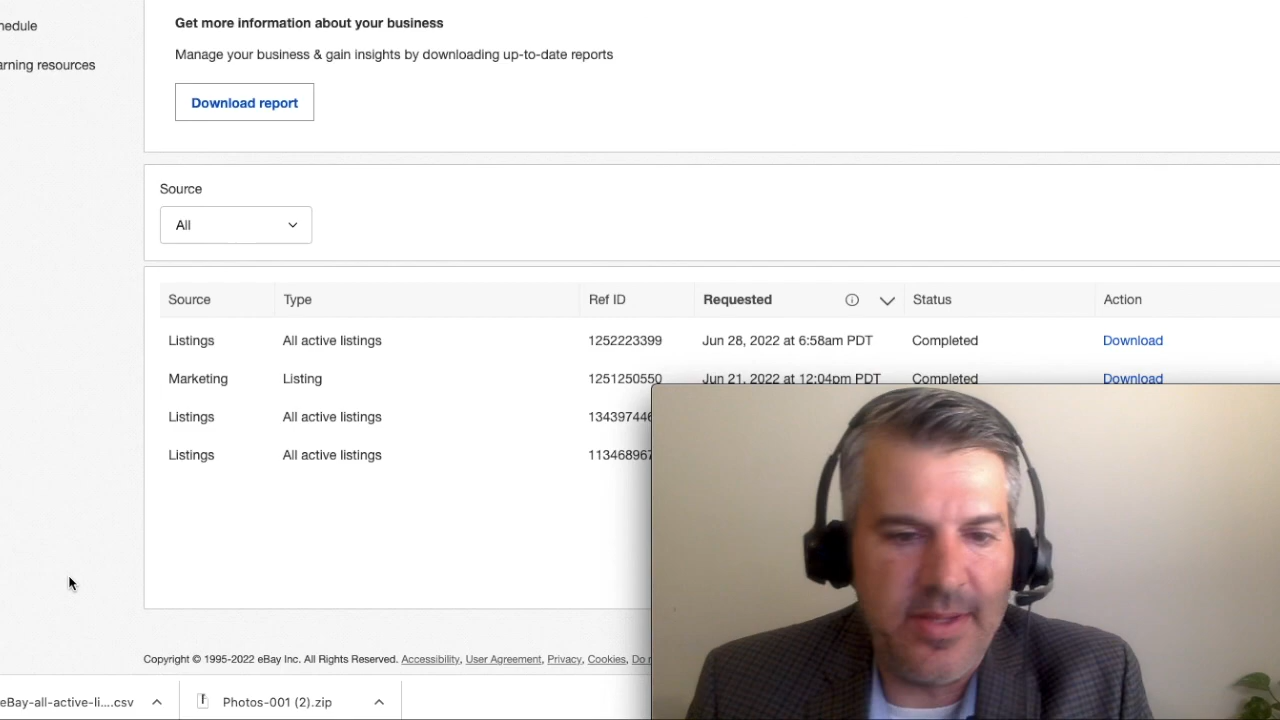 hedule
Get more information about your business
arning resources
Manage your business & gain insights by downloading up-to-date reports
Download report
Source
All
Source Type Ref ID Requested Status Action
Listings All active listings 1252223399 Jun 28, 2022 at 6:58am PDT Completed Download
Marketing Listing 1251250550 Jun 21, 2022 at 12:04pm PDT Completed Download
Listings All active listings 13439744
Listings All active listings 11346896
Copyright © 1995-2022 eBay Inc. All Rights Reserved. Accessibility, User Agreement, Privacy, Cookies, Do
eBay-all-active-li....csv Photos-001 (2).zip